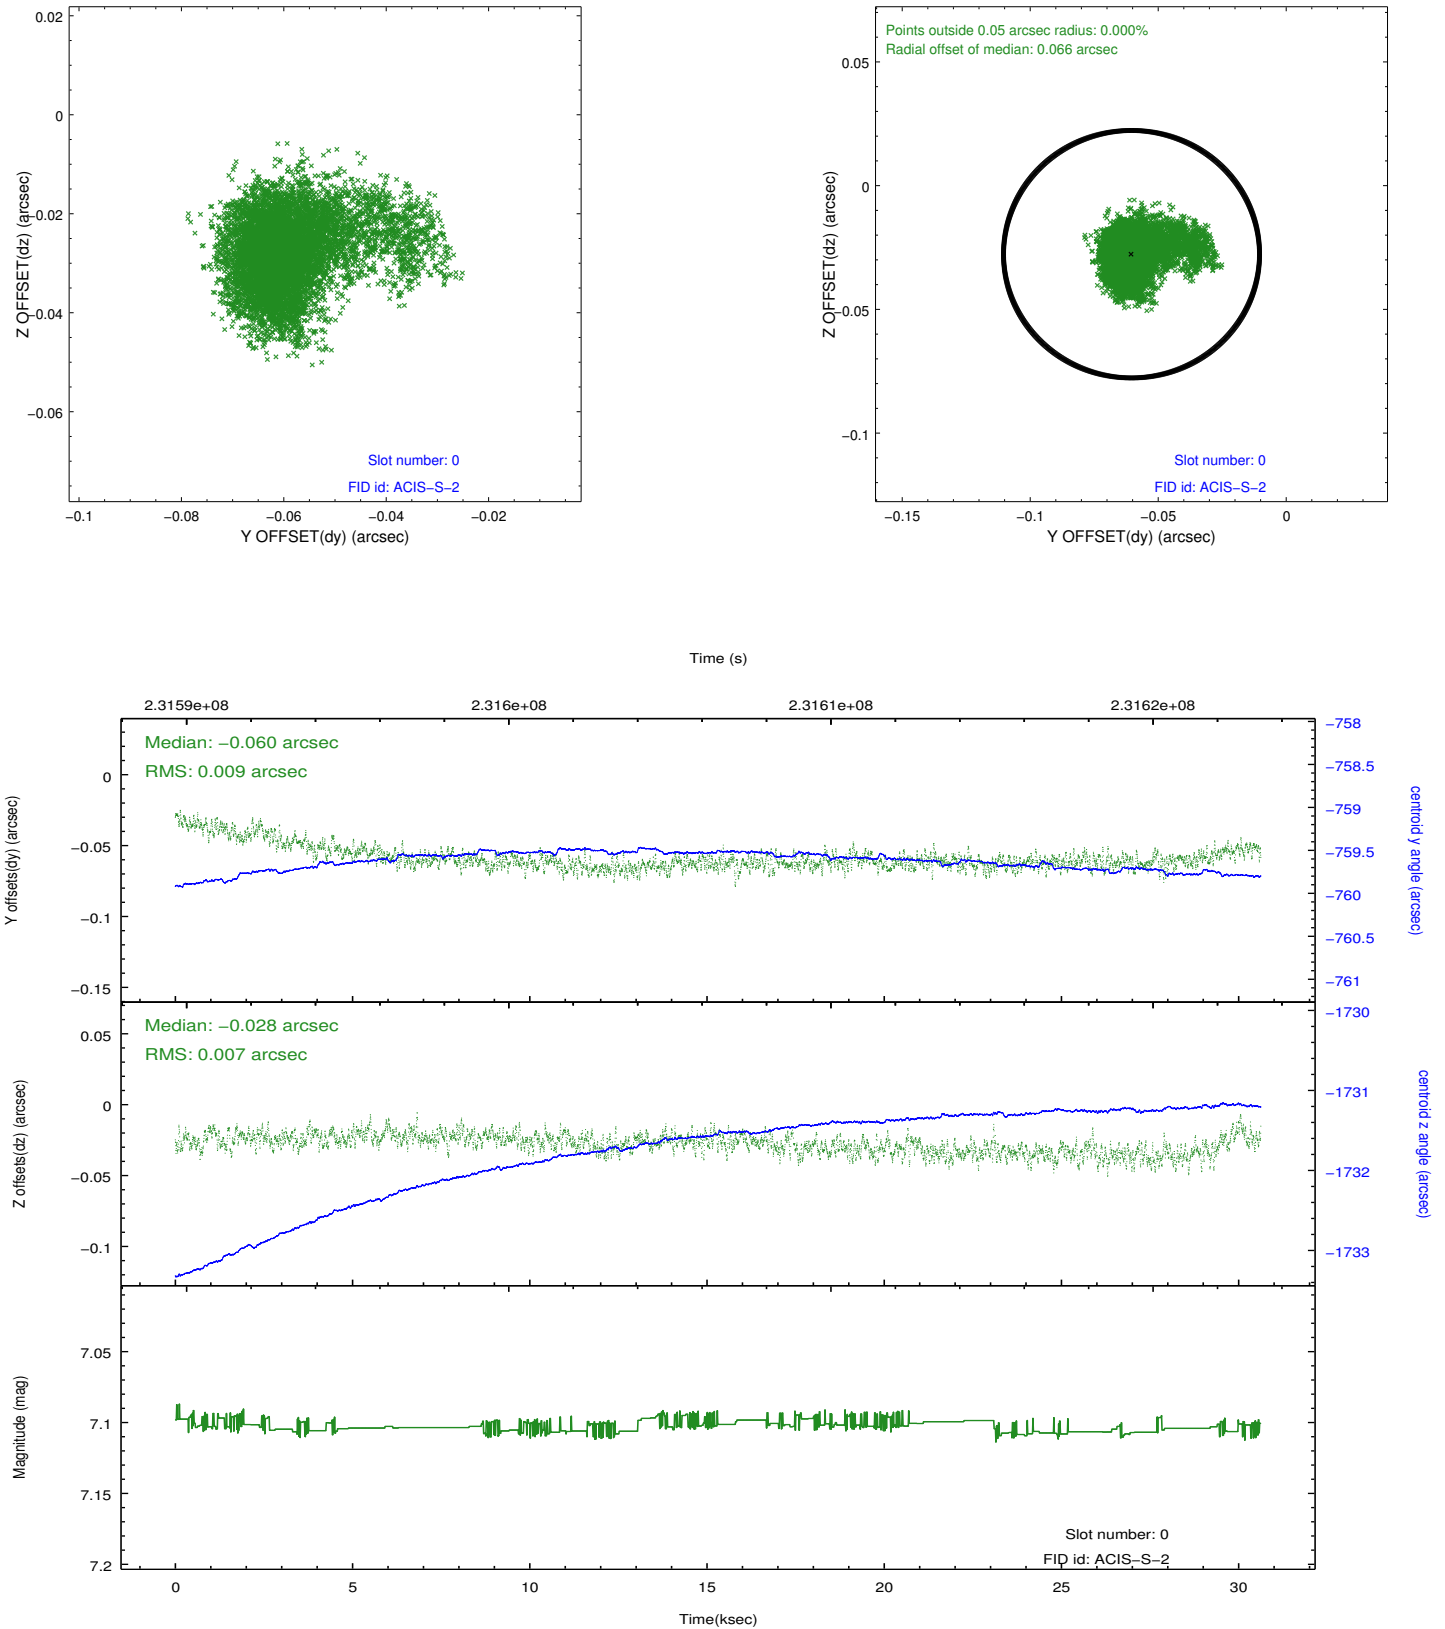 0.02
0
−0.02
−0.04
−0.06
Z OFFSET(dz) (arcsec)
Slot number: 0
FID id: ACIS−S−2
−0.1
−0.08
−0.06
−0.04
−0.02
Y OFFSET(dy) (arcsec)
Points outside 0.05 arcsec radius: 0.000%
Radial offset of median: 0.066 arcsec
0.05
0
−0.05
−0.1
Z OFFSET(dz) (arcsec)
Slot number: 0
FID id: ACIS−S−2
−0.15
−0.1
−0.05
0
Y OFFSET(dy) (arcsec)
Time (s)
2.3159e+08
2.316e+08
2.3161e+08
2.3162e+08
Median: −0.060 arcsec
RMS: 0.009 arcsec
0
−0.05
−0.1
−0.15
Y offsets(dy) (arcsec)
−758
−758.5
−759
−759.5
−760
−760.5
−761
centroid y angle (arcsec)
Median: −0.028 arcsec
RMS: 0.007 arcsec
0.05
0
−0.05
−0.1
Z offsets(dz) (arcsec)
−1730
−1731
−1732
−1733
centroid z angle (arcsec)
7.05
7.1
7.15
7.2
Magnitude (mag)
Slot number: 0
FID id: ACIS−S−2
0
5
10
15
20
25
30
Time(ksec)